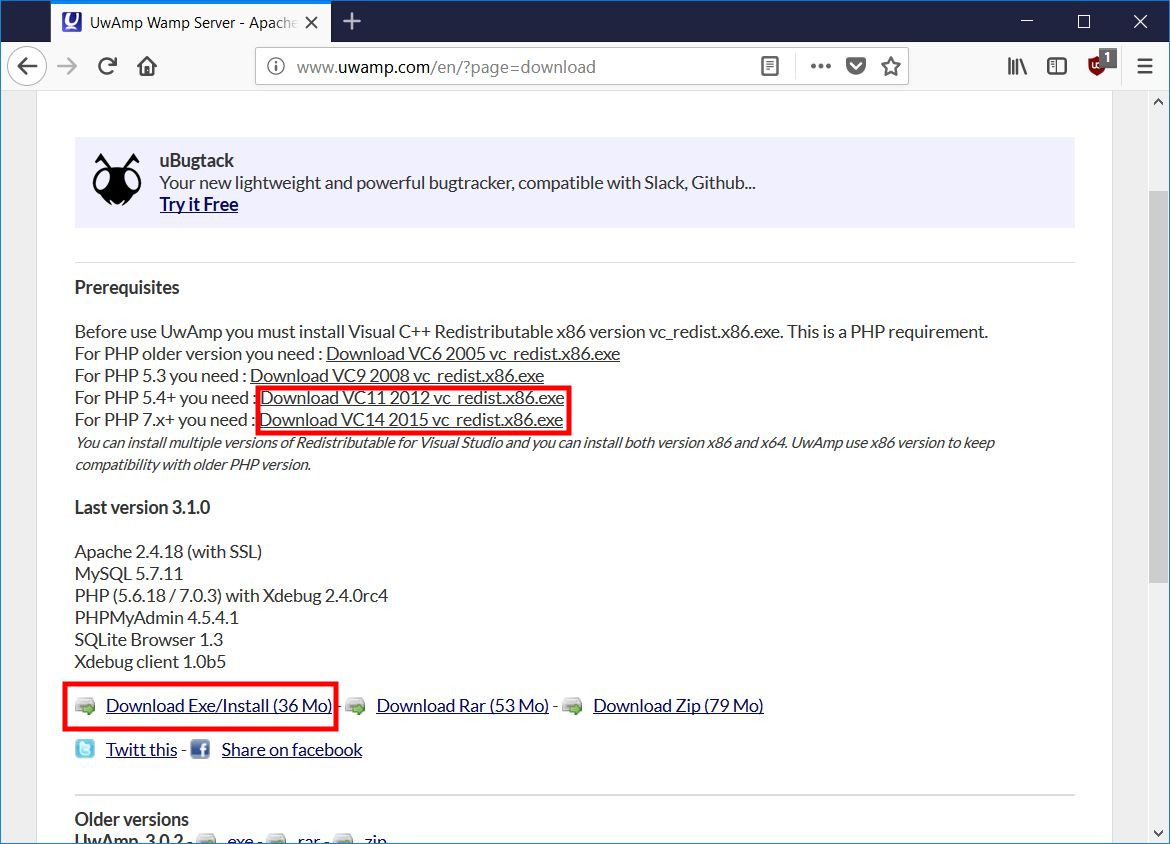 UwAmp Wamp Server - Apache
www.uwamp.com/en/?page=download
1
uBugtack
Your new lightweight and powerful bugtracker, compatible with Slack, Github...
Try it Free
Prerequisites
Before use UwAmp you must install Visual C++ Redistributable x86 version vc_redist.x86.exe. This is a PHP requirement.
For PHP older version you need : Download VC6 2005 vc_redist.x86.exe
For PHP 5.3 you need : Download VC9 2008 vc_redist.x86.exe
For PHP 5.4+ you need : Download VC11 2012 vc_redist.x86.exe
For PHP 7.x+ you need : Download VC14 2015 vc_redist.x86.exe
You can install multiple versions of Redistributable for Visual Studio and you can install both version x86 and x64. UwAmp use x86 version to keep
compatibility with older PHP version.
Last version 3.1.0
Apache 2.4.18 (with SSL)
MySQL 5.7.11
PHP (5.6.18 / 7.0.3) with Xdebug 2.4.0rc4
PHPMyAdmin 4.5.4.1
SQLite Browser 1.3
Xdebug client 1.0b5
Download Exe/Install (36 Mo) - Download Rar (53 Mo) - Download Zip (79 Mo)
Twitt this - Share on facebook
Older versions
UwAmp 3.0.2 - exe - rar - zip